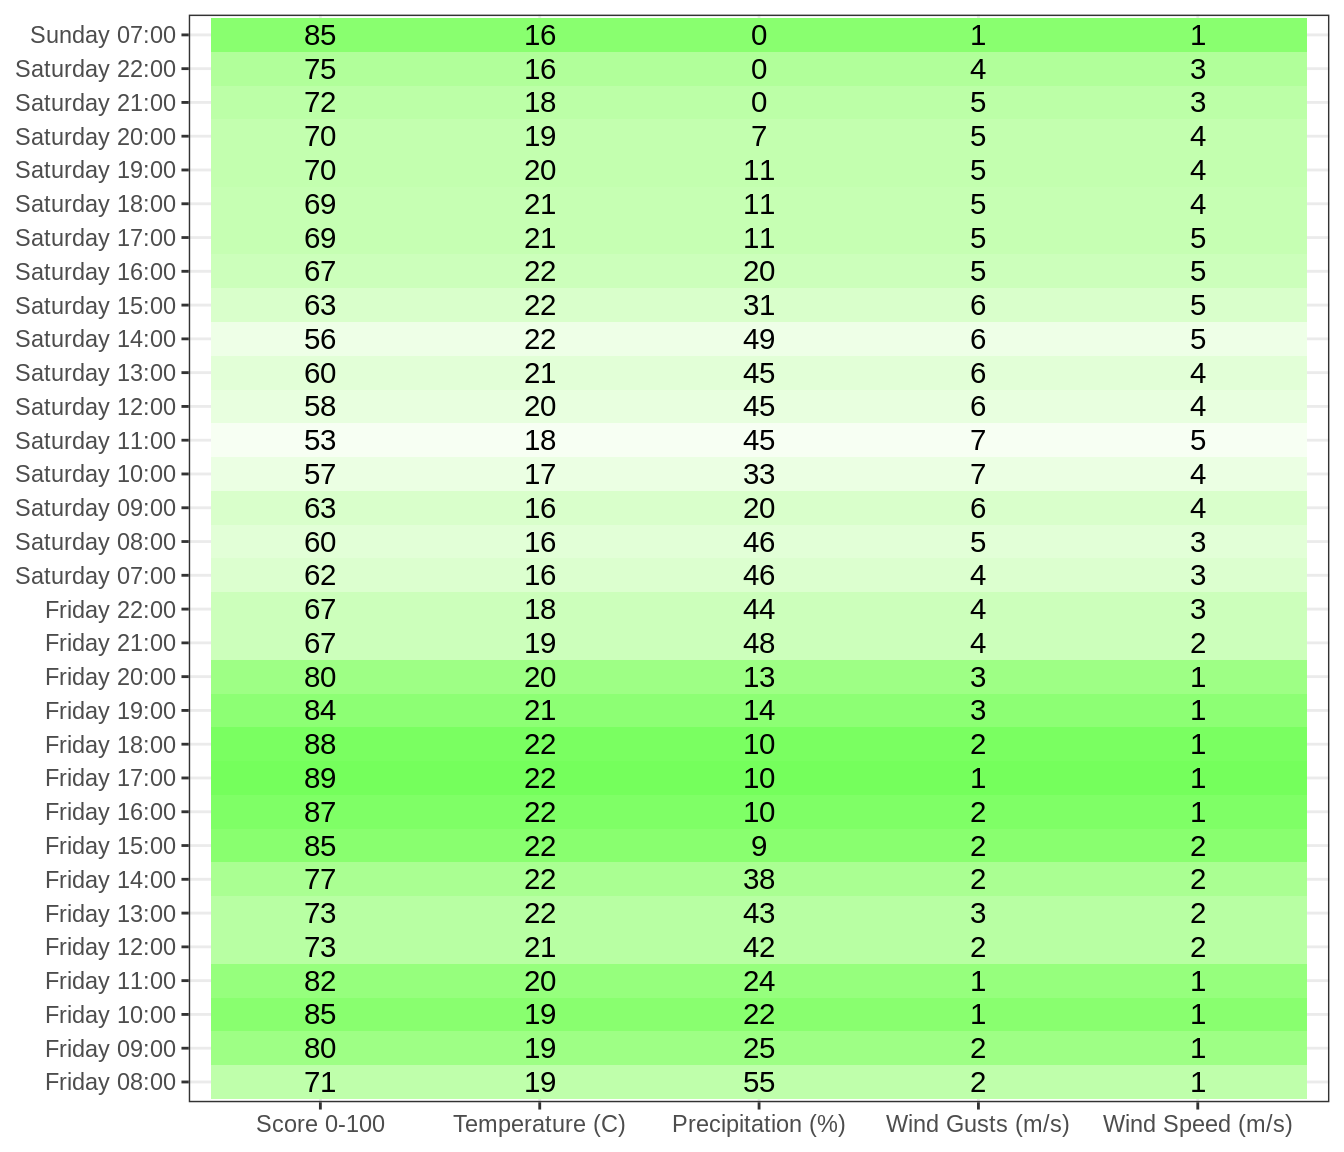 Sunday 07:00 85 16 0 1 1
Saturday 22:00 75 16 0 4 3
Saturday 21:00 72 18 0 5 3
Saturday 20:00 70 19 7 5 4
Saturday 19:00 70 20 11 5 4
Saturday 18:00 69 21 11 5 4
Saturday 17:00 69 21 11 5 5
Saturday 16:00 67 22 20 5 5
Saturday 15:00 63 22 31 6 5
Saturday 14:00 56 22 49 6 5
Saturday 13:00 60 21 45 6 4
Saturday 12:00 58 20 45 6 4
Saturday 11:00 53 18 45 7 5
Saturday 10:00 57 17 33 7 4
Saturday 09:00 63 16 20 6 4
Saturday 08:00 60 16 46 5 3
Saturday 07:00 62 16 46 4 3
Friday 22:00 67 18 44 4 3
Friday 21:00 67 19 48 4 2
Friday 20:00 80 20 13 3 1
Friday 19:00 84 21 14 3 1
Friday 18:00 88 22 10 2 1
Friday 17:00 89 22 10 1 1
Friday 16:00 87 22 10 2 1
Friday 15:00 85 22 9 2 2
Friday 14:00 77 22 38 2 2
Friday 13:00 73 22 43 3 2
Friday 12:00 73 21 42 2 2
Friday 11:00 82 20 24 1 1
Friday 10:00 85 19 22 1 1
Friday 09:00 80 19 25 2 1
Friday 08:00 71 19 55 2 1
Score 0-100 Temperature (C) Precipitation (%) Wind Gusts (m/s) Wind Speed (m/s)